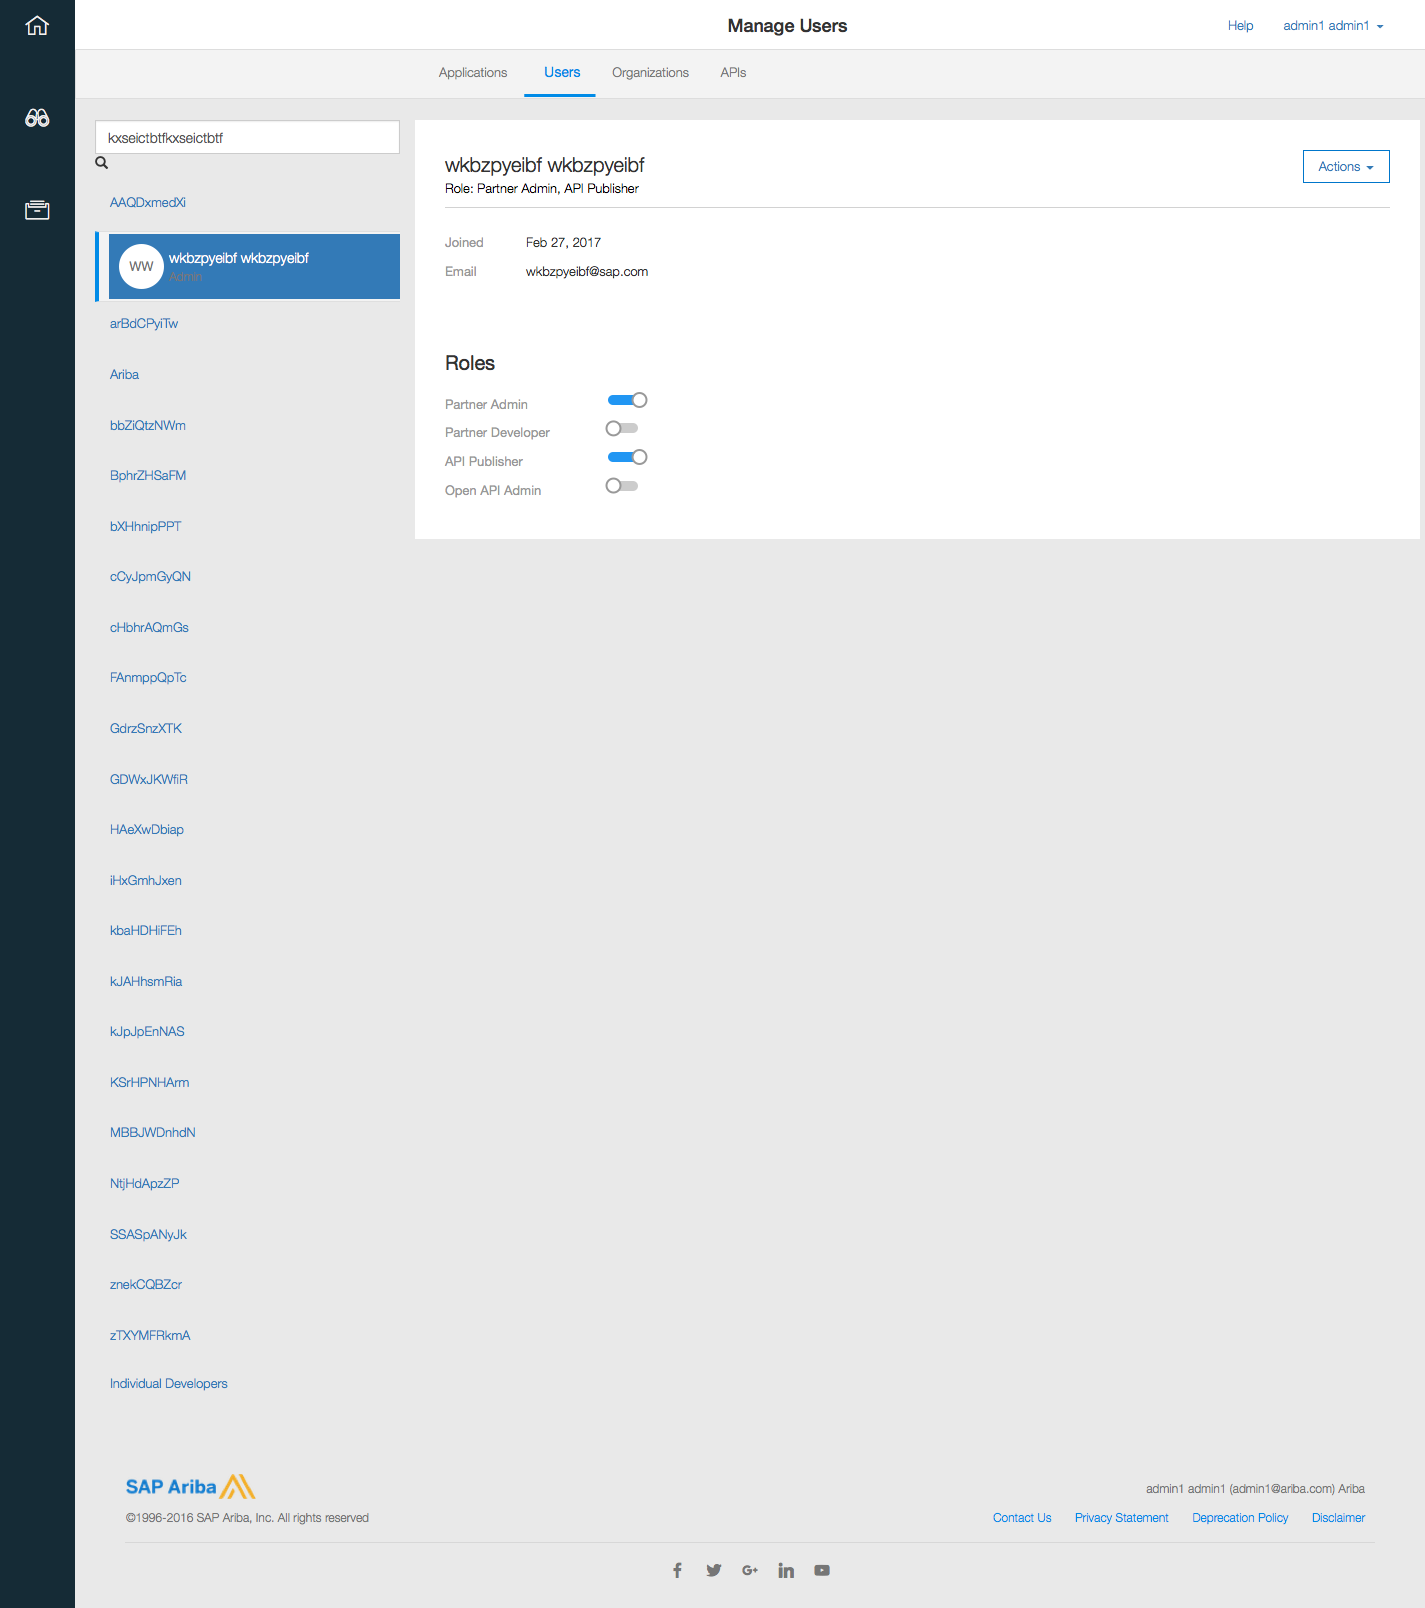 Manage Users
Help
admin1 admin1
Applications
Users
Organizations
APIs
kxseictbtfkxseictbtf
AAQDxmedXi
WW
wkbzpyeibf wkbzpyeibf
Admin
arBdCPyiTw
Ariba
bbZiQtzNWm
BphrZHSaFM
bXHhnipPPT
cCyJpmGyQN
cHbhrAQmGs
FAnmppQpTc
GdrzSnzXTK
GDWxJKWfiR
HAeXwDbiap
iHxGmhJxen
kbaHDHiFEh
kJAHhsmRia
kJpJpEnNAS
KSrHPNHArm
MBBJWDnhdN
NtjHdApzZP
SSASpANyJk
znekCQBZcr
zTXYMFRkmA
Individual Developers
wkbzpyeibf wkbzpyeibf
Role: Partner Admin, API Publisher
Actions
Joined Feb 27, 2017
Email wkbzpyeibf@sap.com
Roles
Partner Admin
Partner Developer
API Publisher
Open API Admin
SAP Ariba
©1996-2016 SAP Ariba, Inc. All rights reserved
admin1 admin1 (admin1@ariba.com) Ariba
Contact Us Privacy Statement Deprecation Policy Disclaimer